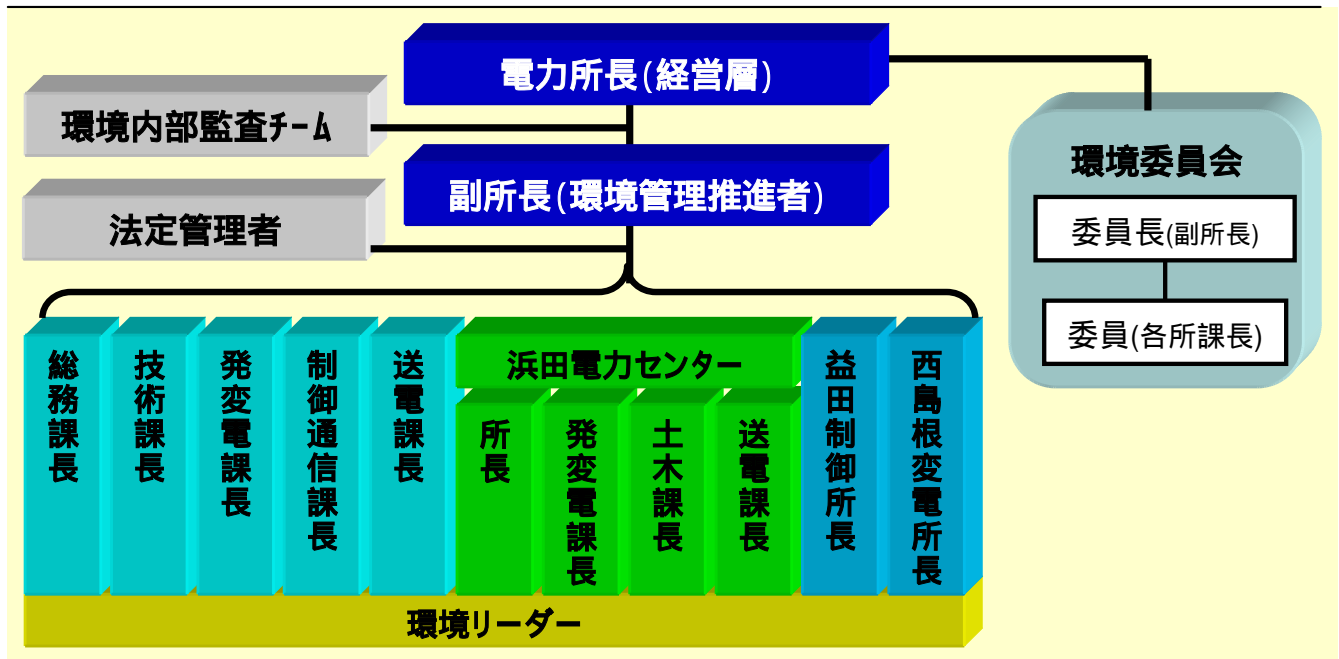 電力所長(経営層)
環境内部監査ﾁｰﾑ
副所長(環境管理推進者)
法定管理者
環境委員会
委員長(副所長)
委員(各所課長)
総務課長
技術課長
発変電課長
制御通信課長
送電課長
浜田電力センター
所長
発変電課長
土木課長
送電課長
益田制御所長
西島根変電所長
環境リーダー